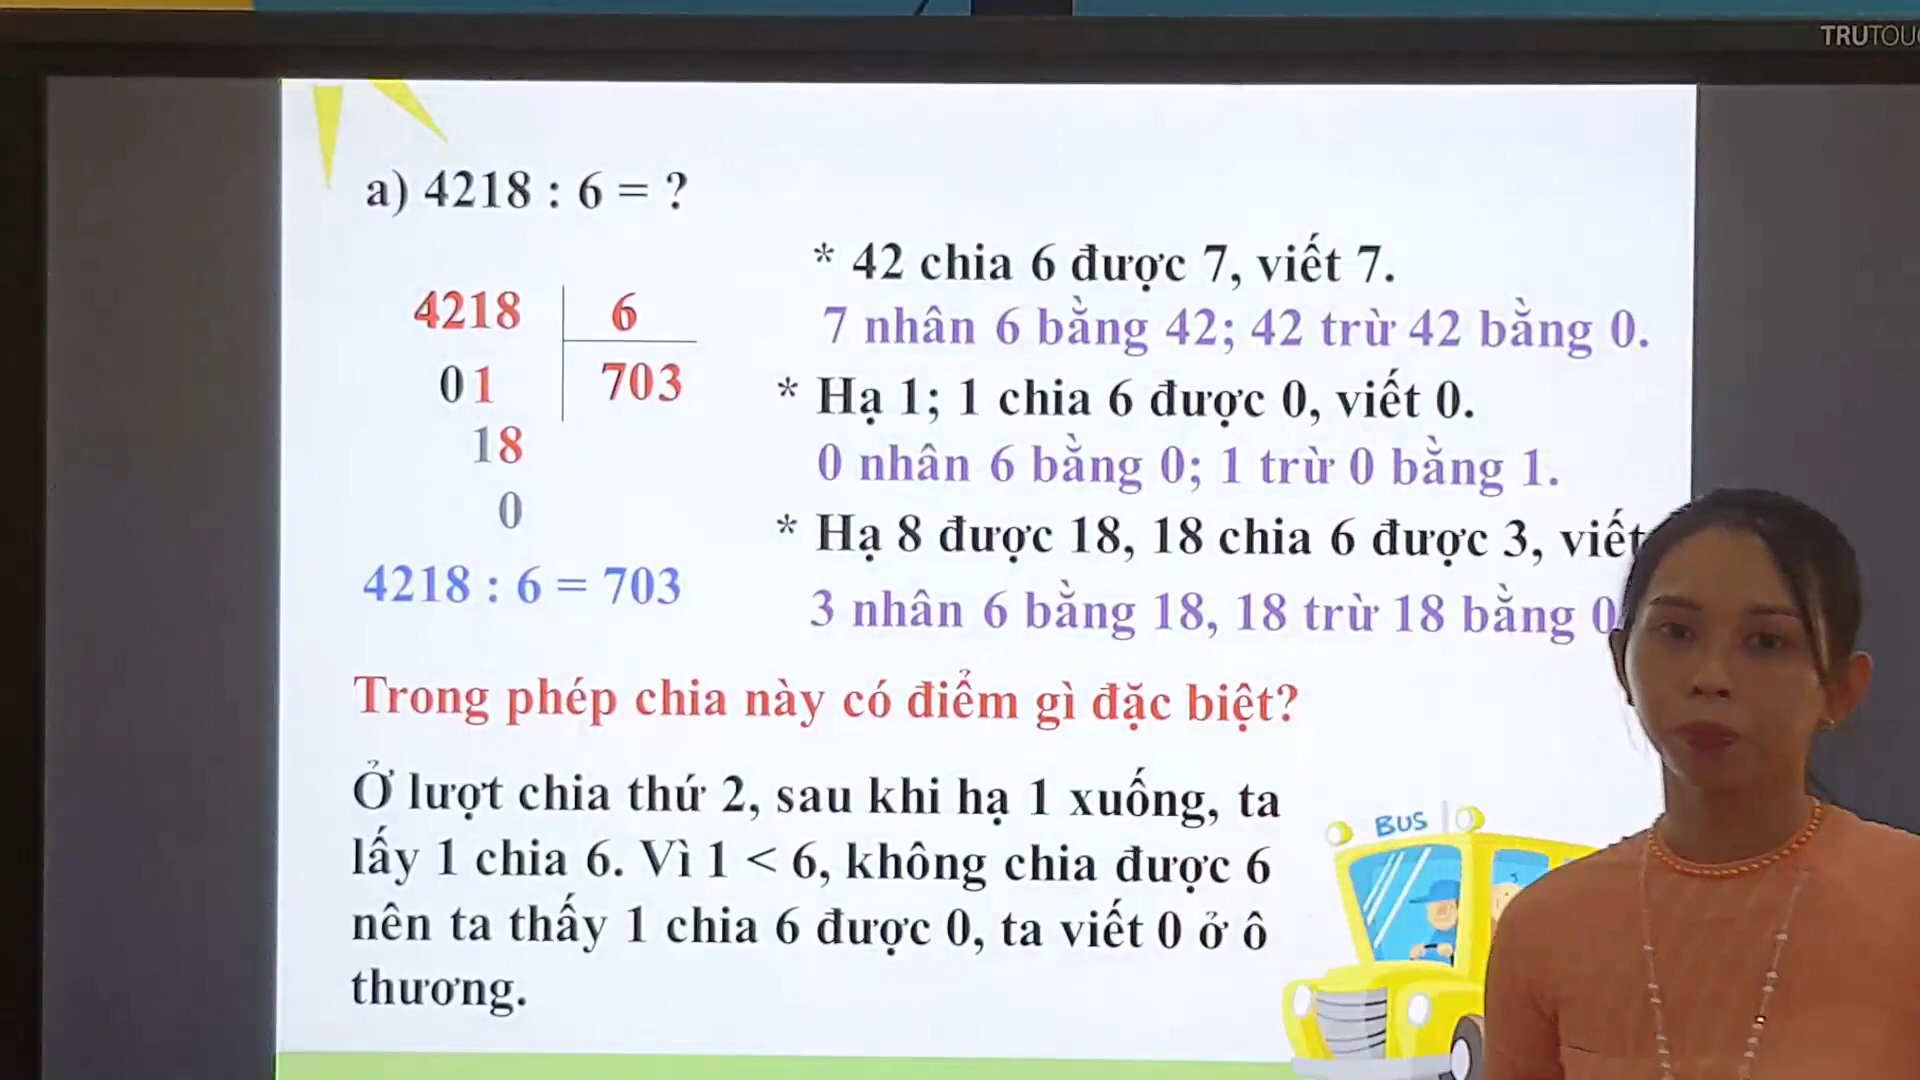 TRUTOU
a) 4218 : 6 = ?
4218 6
01 703
18
0
4218 : 6 = 703
* 42 chia 6 được 7, viết 7.
7 nhân 6 bằng 42; 42 trừ 42 bằng 0.
* Hạ 1; 1 chia 6 được 0, viết 0.
0 nhân 6 bằng 0; 1 trừ 0 bằng 1.
* Hạ 8 được 18, 18 chia 6 được 3, viết
3 nhân 6 bằng 18, 18 trừ 18 bằng 0
Trong phép chia này có điểm gì đặc biệt?
Ở lượt chia thứ 2, sau khi hạ 1 xuống, ta
lấy 1 chia 6. Vì 1 < 6, không chia được 6
nên ta thấy 1 chia 6 được 0, ta viết 0 ở ô
thương.
BUS